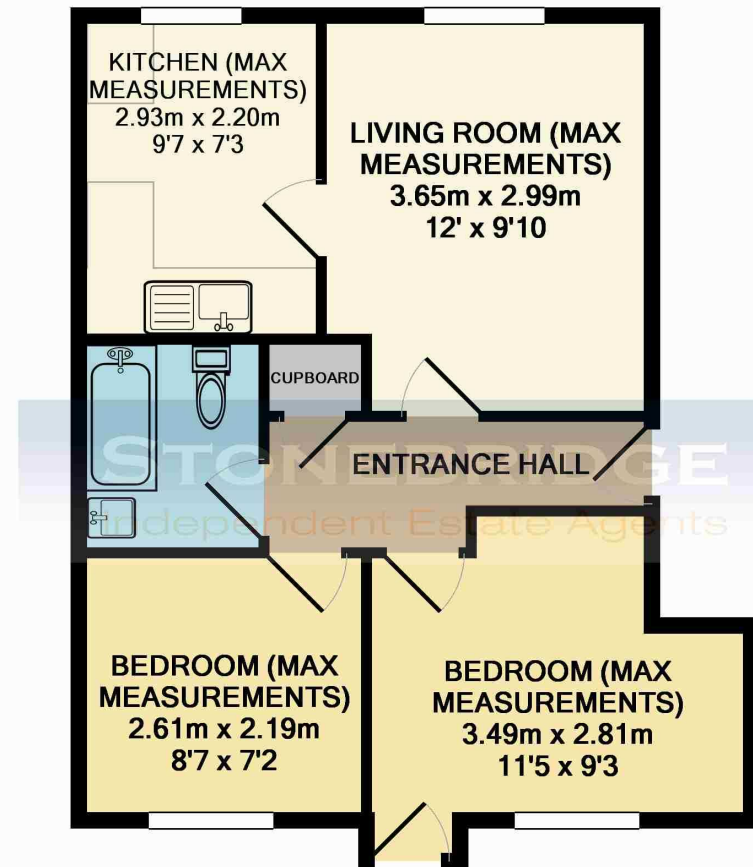 KITCHEN (MAX
MEASUREMENTS)
2.93m x 2.20m
9'7 x 7'3
LIVING ROOM (MAX
MEASUREMENTS)
3.65m x 2.99m
12' x 9'10
CUPBOARD
STONEBRIDGE
ENTRANCE HALL
Independent Estate Agents
BEDROOM (MAX
MEASUREMENTS)
2.61m x 2.19m
8'7 x 7'2
BEDROOM (MAX
MEASUREMENTS)
3.49m x 2.81m
11'5 x 9'3